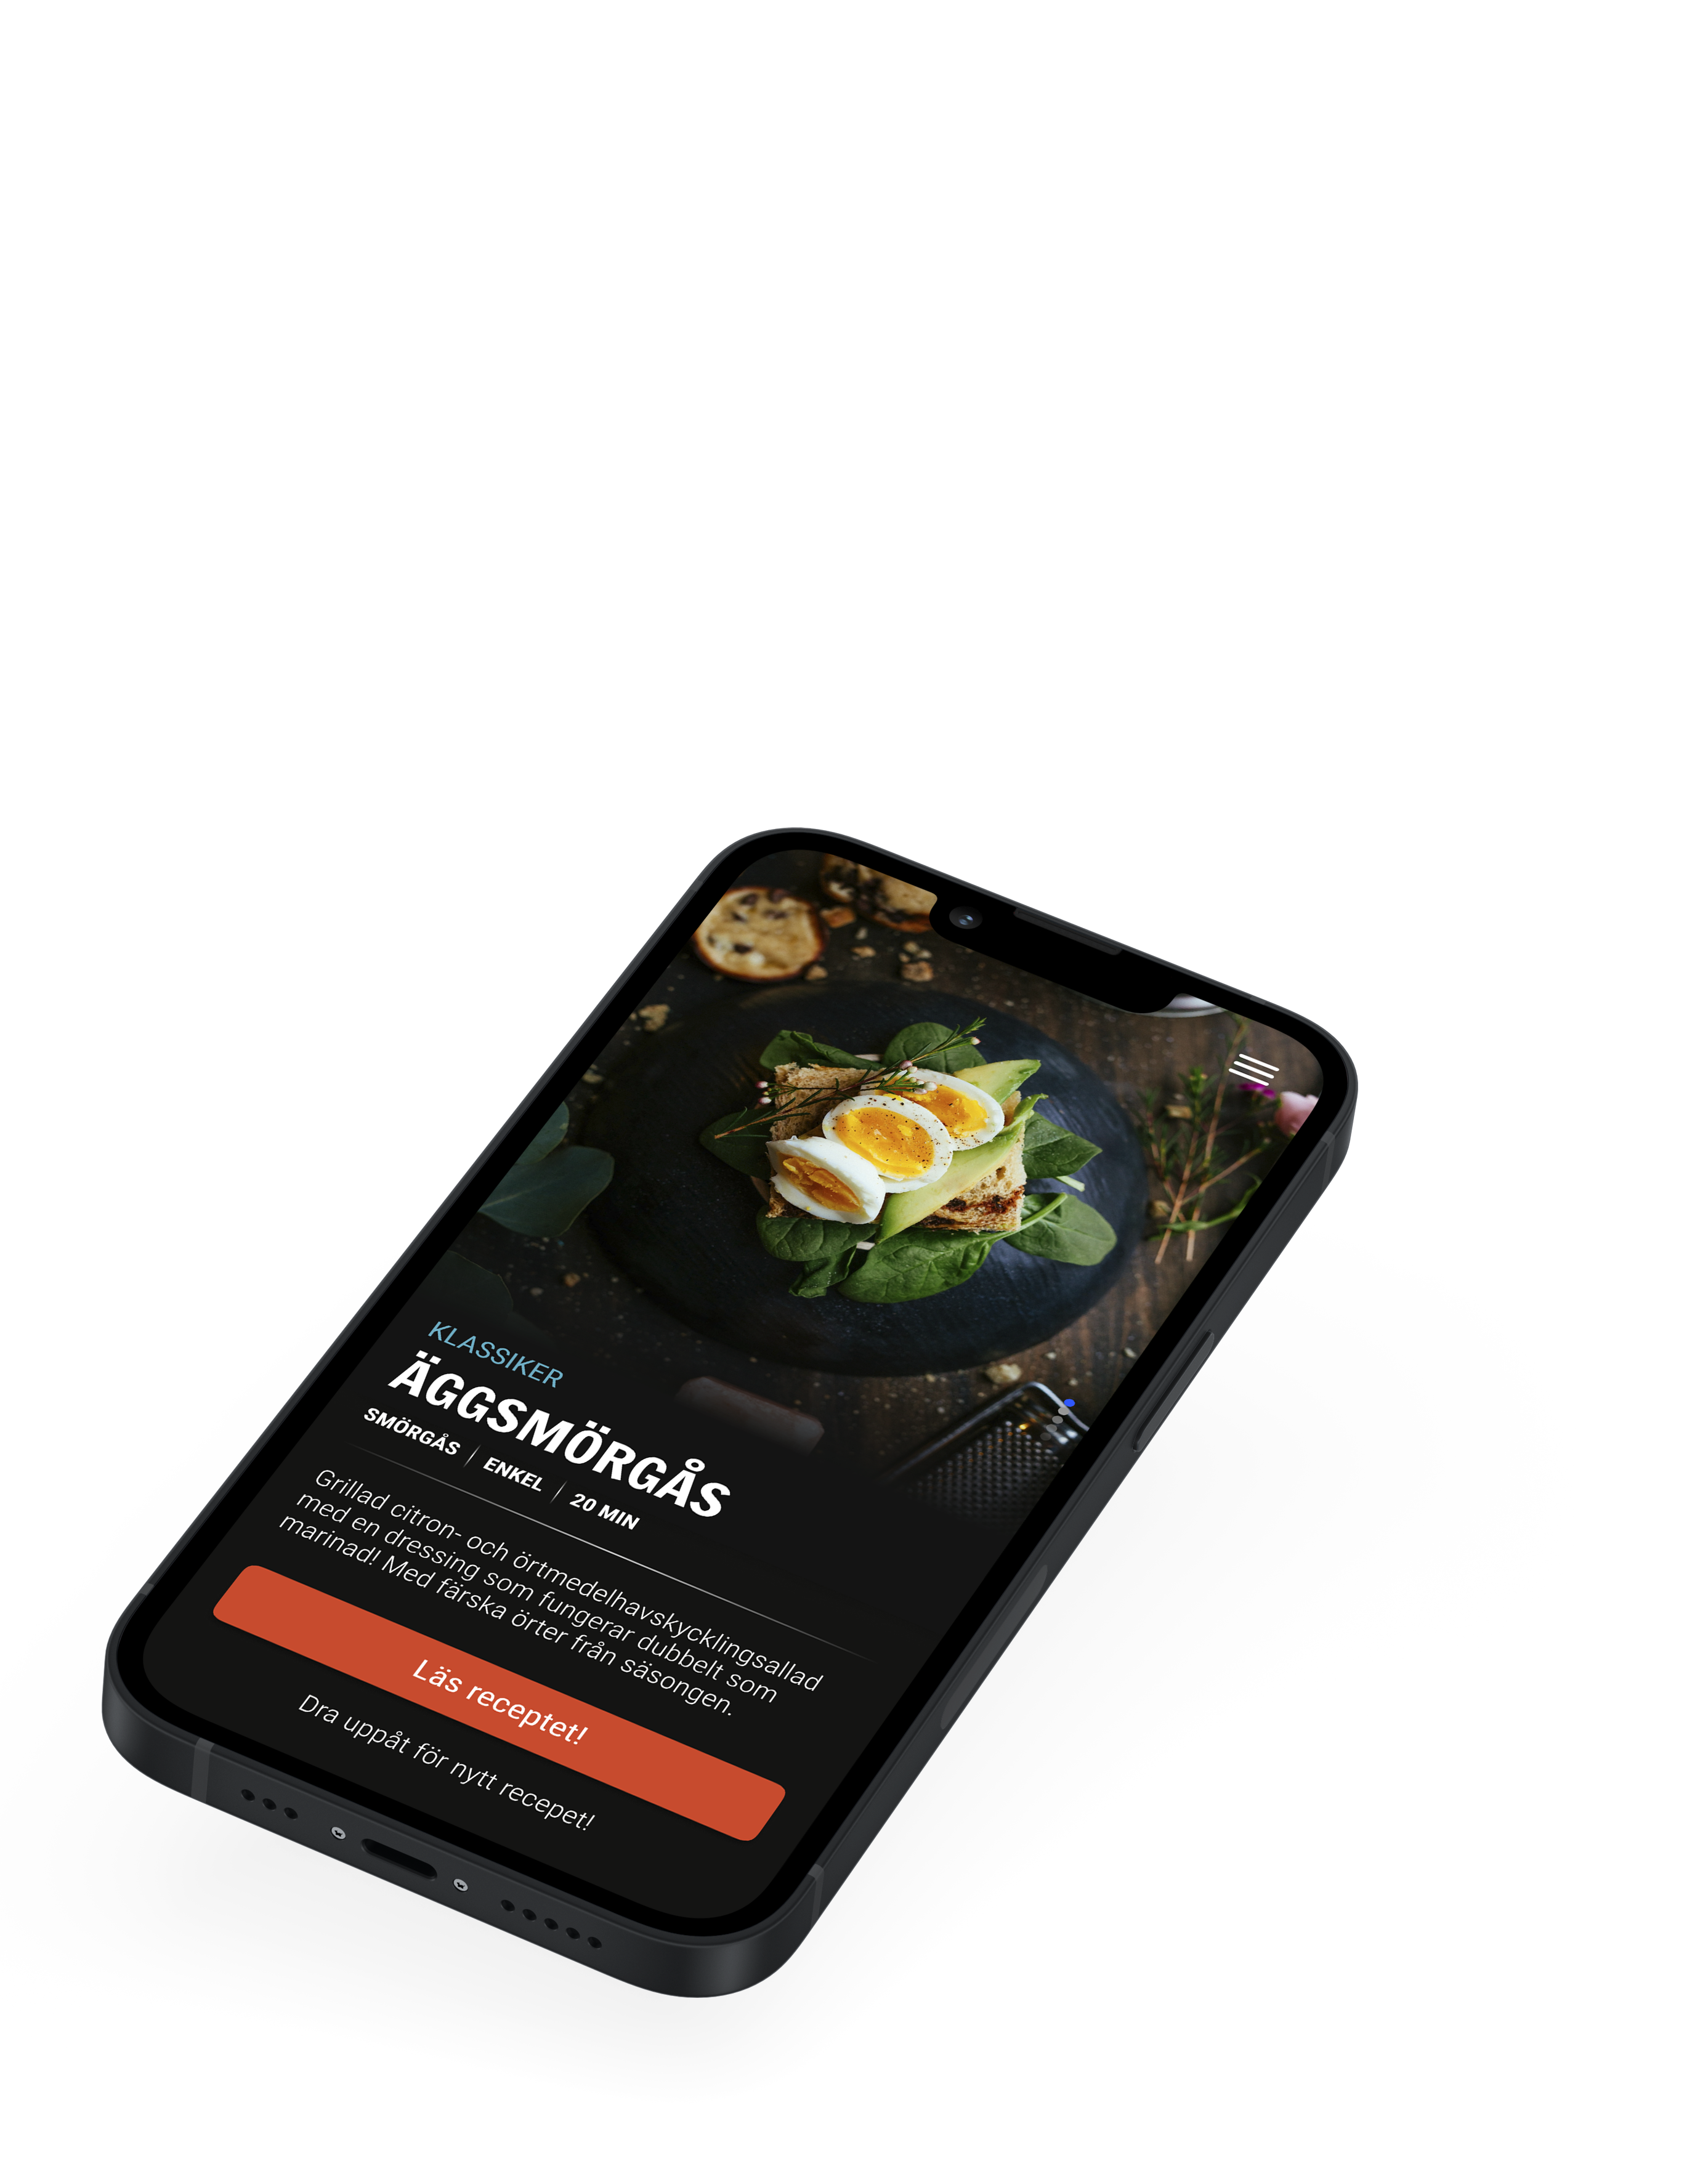 KLASSIKER
ÄGGSMÖRGÅS
SMÖRGÅS | ENKEL | 20 MIN
Grillad citron- och örtmedelhavskycklingsallad
med en dressing som fungerar dubbelt som
marinad! Med färska örter från säsongen.
Läs receptet!
Dra uppåt för nytt recepet!